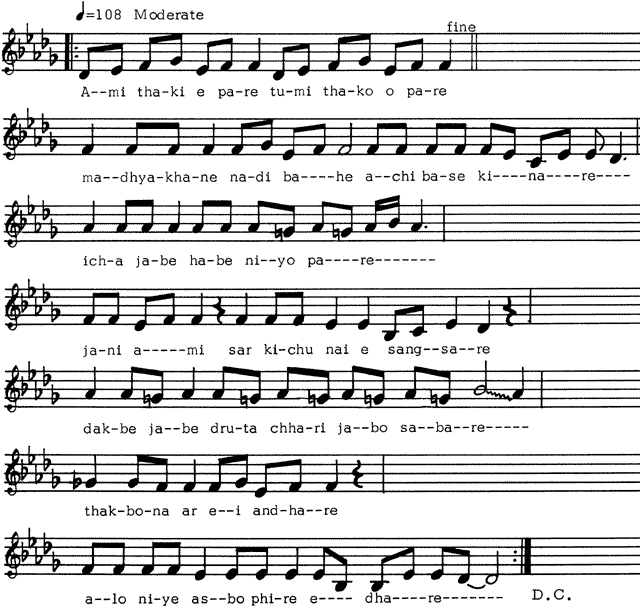 ♩=108 Moderate
fine
A--mi tha-ki e pa-re tu-mi tha-ko o pa-re
ma--dhya-kha-ne na-di ba----he a--chi ba-se ki----na---re----
ich-a ja-be ha-be ni--yo pa----re-------
ja-ni a-----mi sar ki-chu nai e sang--sa--re
dak-be ja--be dru-ta chha-ri ja--bo sa--ba--re-----
thak-bo-na ar e--i and-ha--re
a--lo ni-ye as--bo phi-re e---- dha----re-------
D.C.